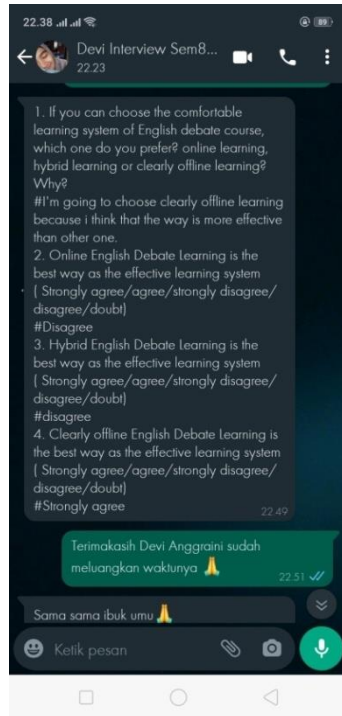 22.38
89
Devi Interview Sem8...
22.23
1. If you can choose the comfortable
learning system of English debate course,
which one do you prefer? online learning,
hybrid learning or clearly offline learning?
Why?
#I'm going to choose clearly offline learning
because i think that the way is more effective
than other one.
2. Online English Debate Learning is the
best way as the effective learning system
( Strongly agree/agree/strongly disagree/
disagree/doubt)
#Disagree
3. Hybrid English Debate Learning is the
best way as the effective learning system
( Strongly agree/agree/strongly disagree/
disagree/doubt)
#disagree
4. Clearly offline English Debate Learning is
the best way as the effective learning system
( Strongly agree/agree/strongly disagree/
disagree/doubt)
#Strongly agree
22.49
Terimakasih Devi Anggraini sudah
meluangkan waktunya 🙏
22.51
Sama sama ibuk umu 🙏
Ketik pesan